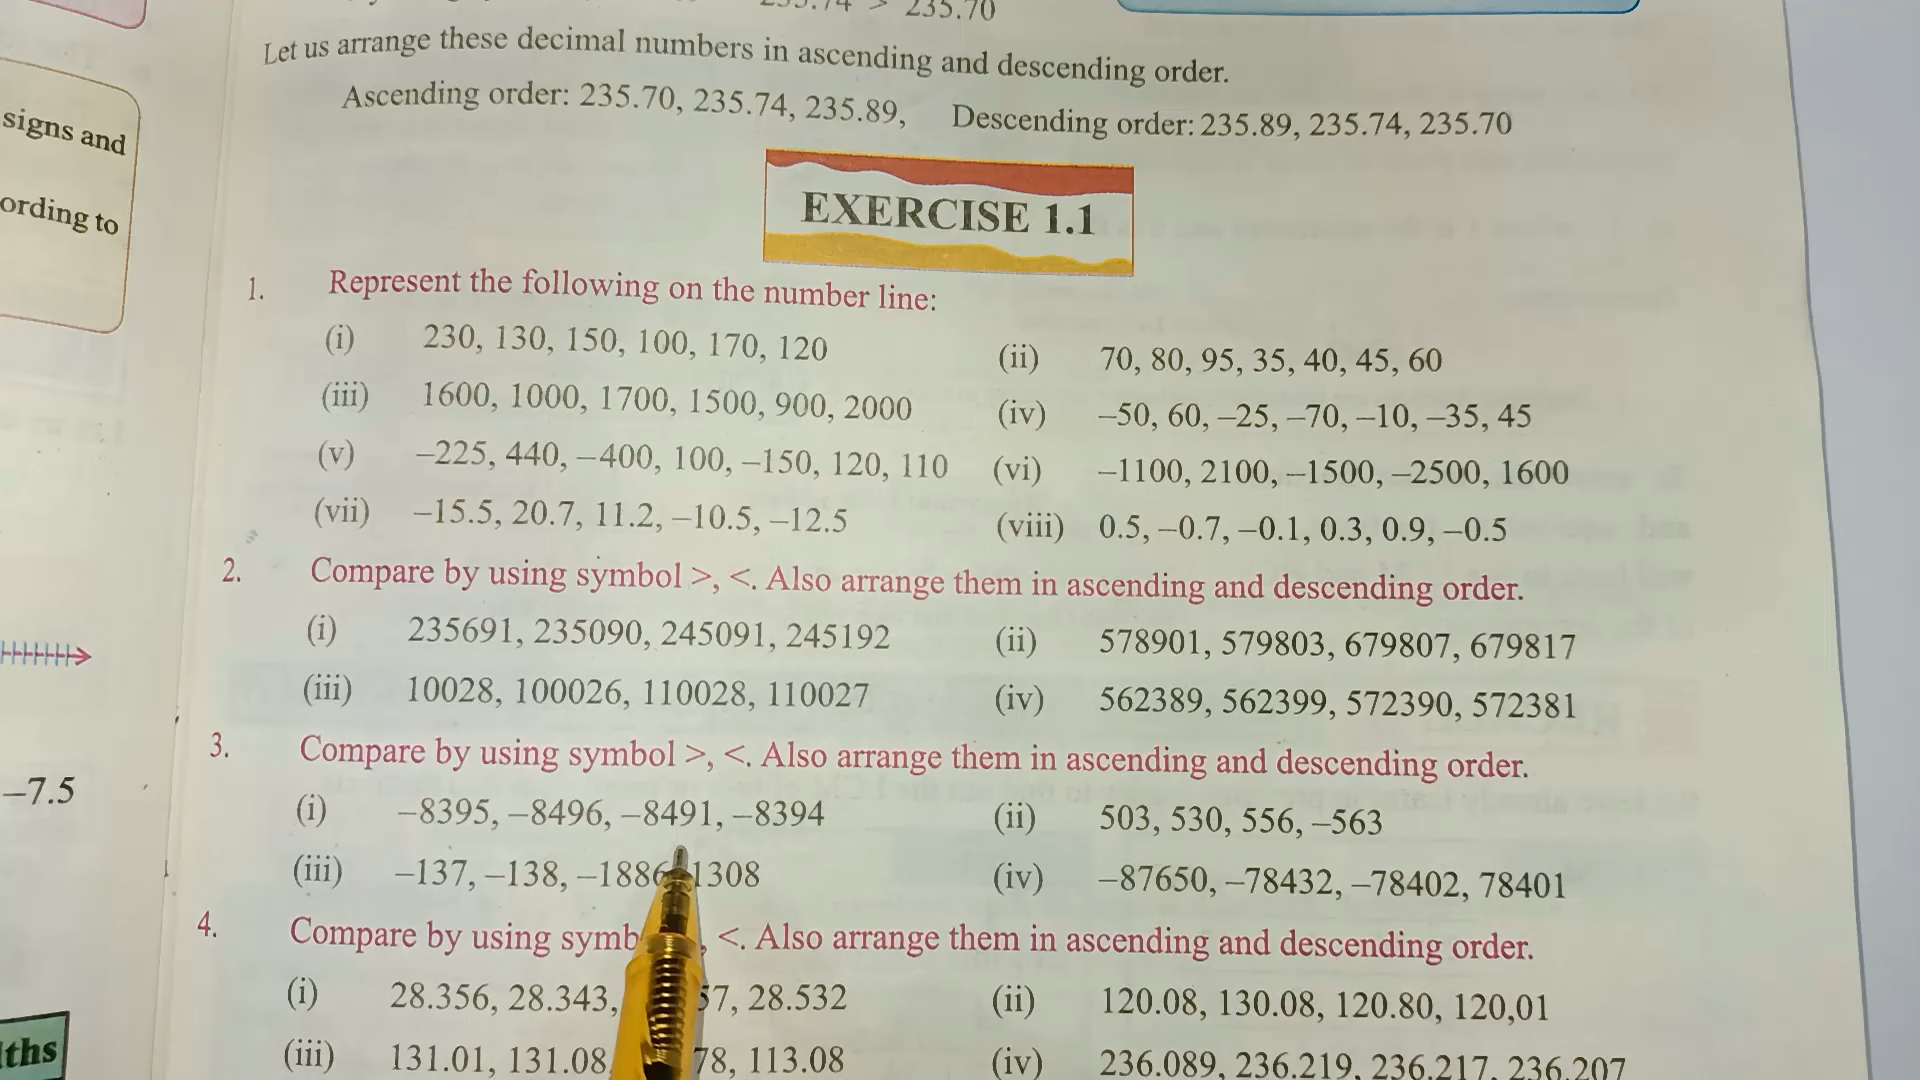 235.74 > 235.70
Let us arrange these decimal numbers in ascending and descending order.
Ascending order: 235.70, 235.74, 235.89, Descending order: 235.89, 235.74, 235.70
signs and
ording to
EXERCISE 1.1
1. Represent the following on the number line:
(i) 230, 130, 150, 100, 170, 120 (ii) 70, 80, 95, 35, 40, 45, 60
(iii) 1600, 1000, 1700, 1500, 900, 2000 (iv) –50, 60, –25, –70, –10, –35, 45
(v) –225, 440, –400, 100, –150, 120, 110 (vi) –1100, 2100, –1500, –2500, 1600
(vii) –15.5, 20.7, 11.2, –10.5, –12.5 (viii) 0.5, –0.7, –0.1, 0.3, 0.9, –0.5
2. Compare by using symbol >, <. Also arrange them in ascending and descending order.
(i) 235691, 235090, 245091, 245192 (ii) 578901, 579803, 679807, 679817
(iii) 10028, 100026, 110028, 110027 (iv) 562389, 562399, 572390, 572381
3. Compare by using symbol >, <. Also arrange them in ascending and descending order.
–7.5
(i) –8395, –8496, –8491, –8394 (ii) 503, 530, 556, –563
(iii) –137, –138, –1886 1308 (iv) –87650, –78432, –78402, 78401
4. Compare by using symb , <. Also arrange them in ascending and descending order.
(i) 28.356, 28.343, 57, 28.532 (ii) 120.08, 130.08, 120.80, 120,01
ths
(iii) 131.01, 131.08 78, 113.08 (iv) 236.089, 236.219, 236.217, 236.207